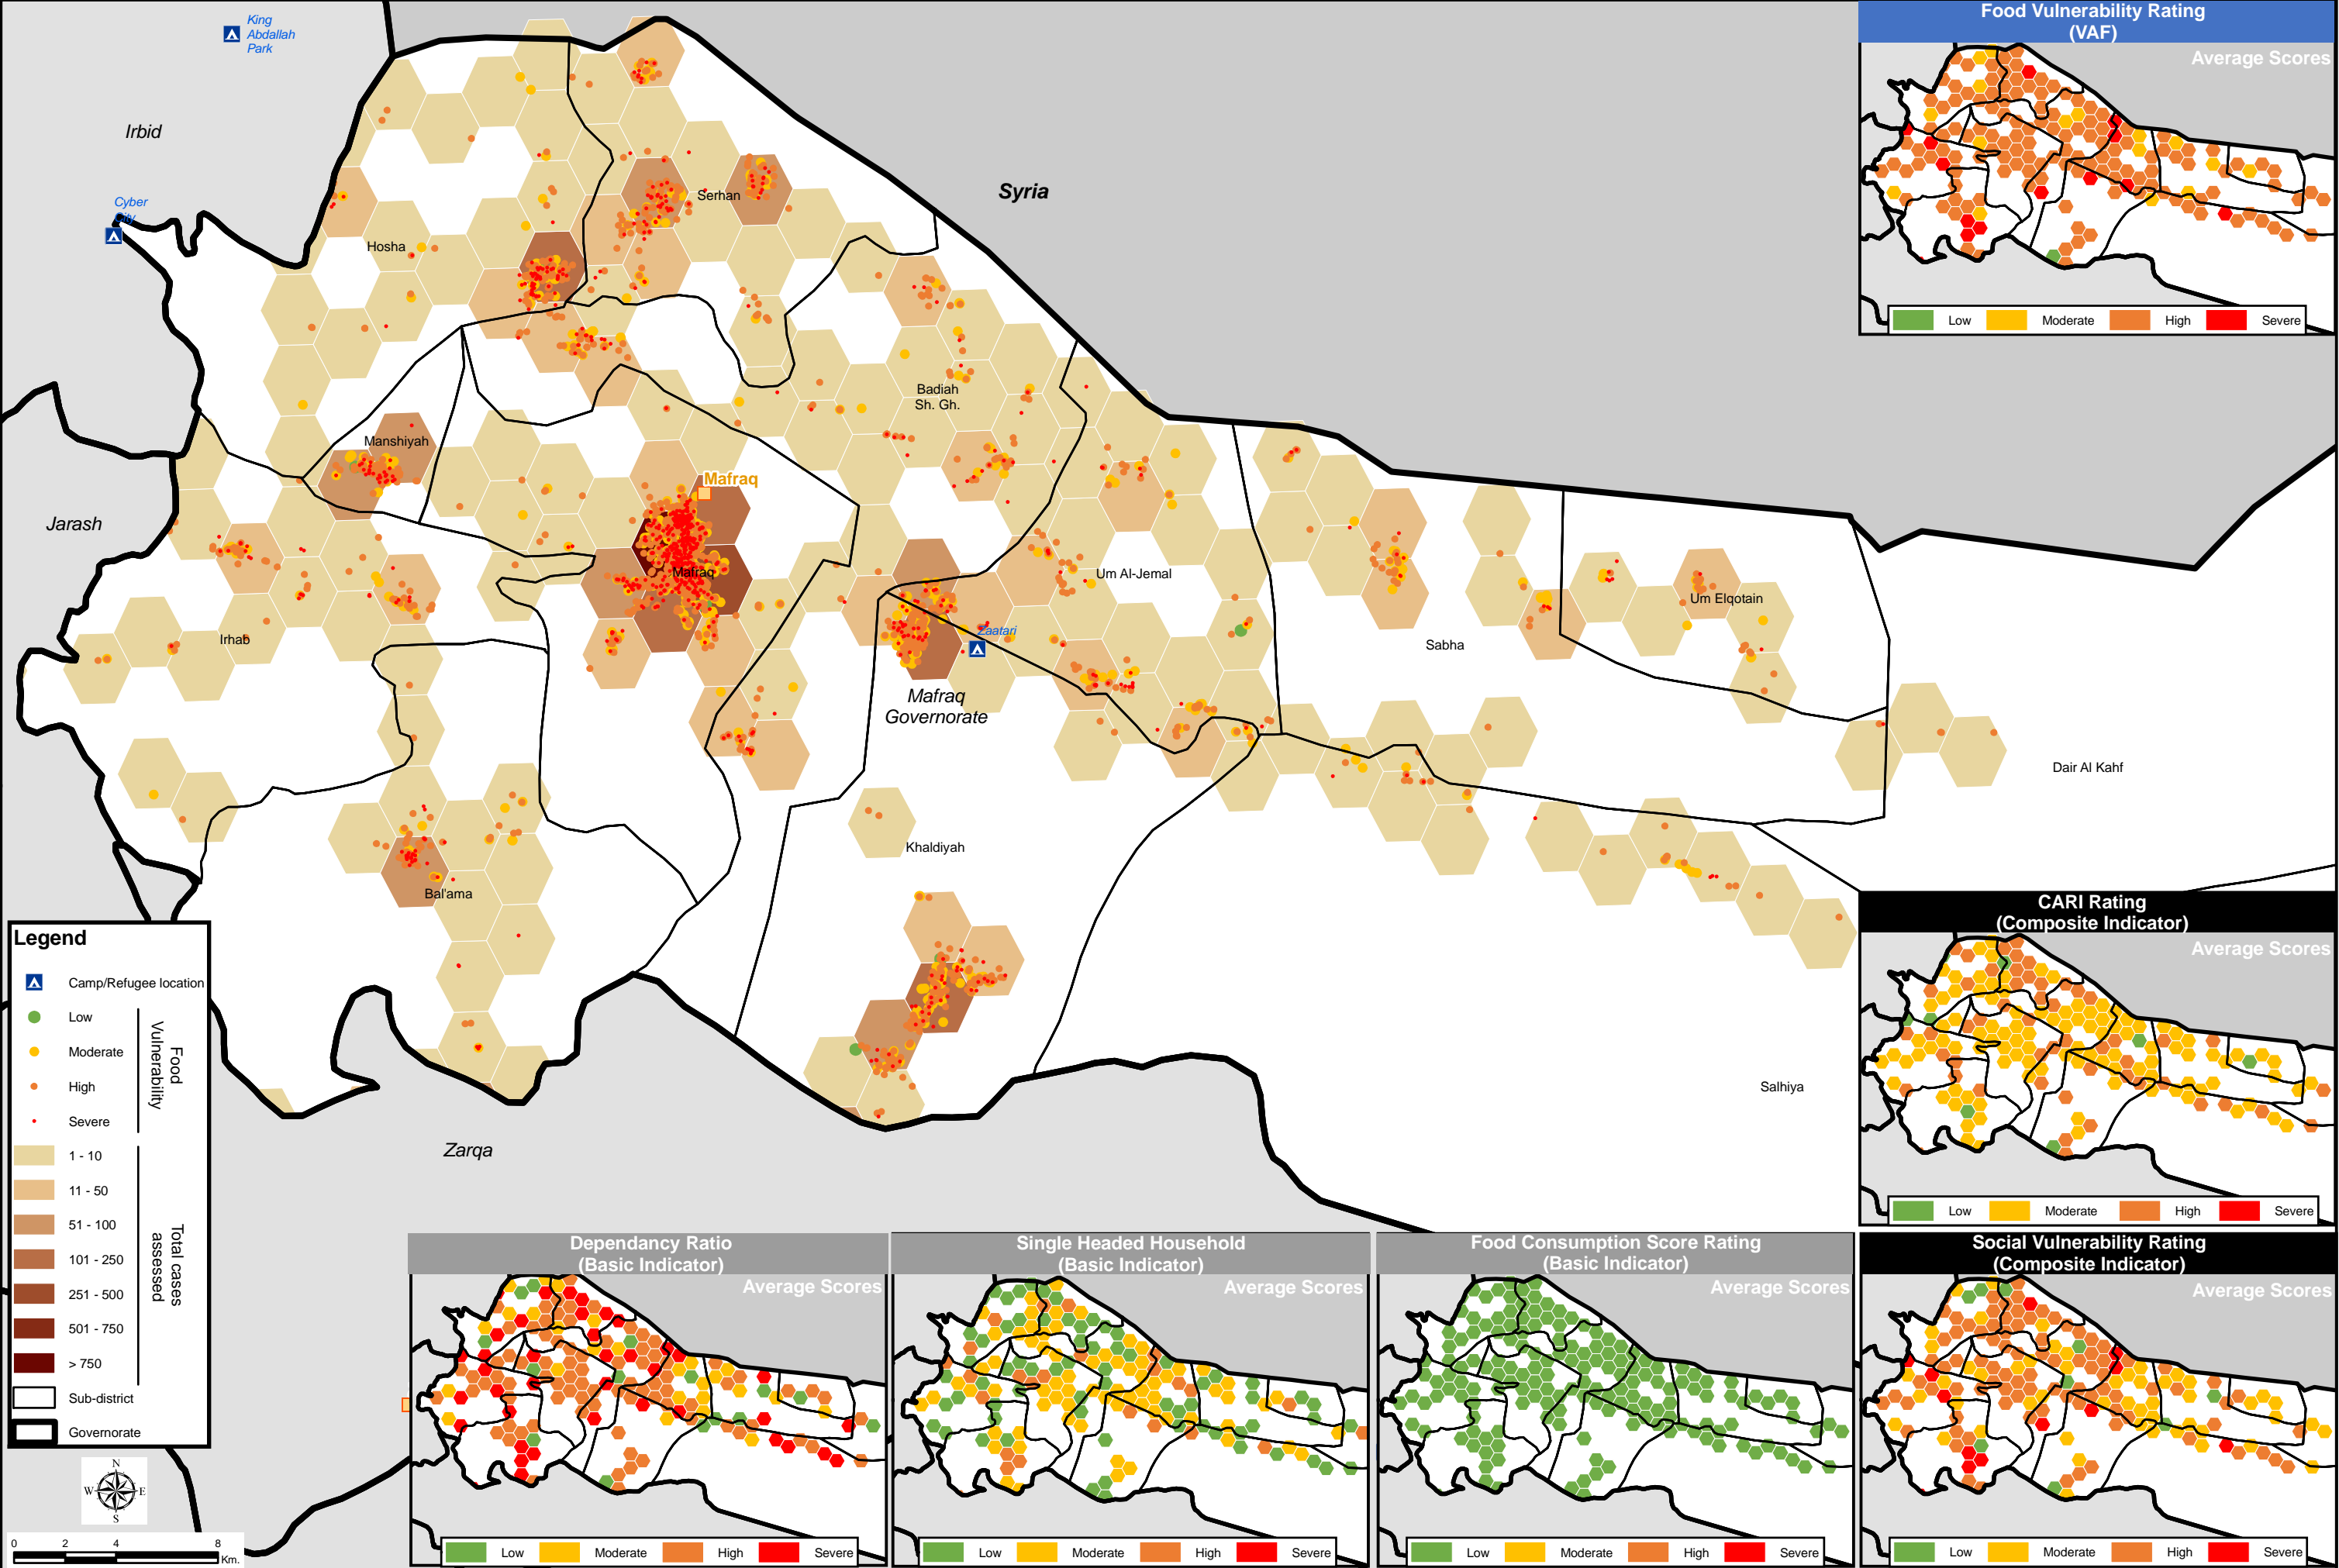 King
Abdallah
Park
Irbid
Cyber
City
Syria
Serhan
Hosha
Badiah
Sh. Gh.
Manshiyah
Mafraq
Jarash
Mafraq
Um Al-Jemal
Um Elqotain
Irhab
Zaatari
Sabha
Mafraq
Governorate
Dair Al Kahf
Khaldiyah
Bal'ama
Salhiya
Zarqa
Legend
Camp/Refugee location
Low
Moderate
High
Severe
Food
Vulnerability
1 - 10
11 - 50
51 - 100
101 - 250
251 - 500
501 - 750
> 750
Total cases
assessed
Sub-district
Governorate
N
W
E
S
0 2 4 8
Km.
Food Vulnerability Rating
(VAF)
Average Scores
Low Moderate High Severe
CARI Rating
(Composite Indicator)
Average Scores
Low Moderate High Severe
Dependancy Ratio
(Basic Indicator)
Average Scores
Low Moderate High Severe
Single Headed Household
(Basic Indicator)
Average Scores
Low Moderate High Severe
Food Consumption Score Rating
(Basic Indicator)
Average Scores
Low Moderate High Severe
Social Vulnerability Rating
(Composite Indicator)
Average Scores
Low Moderate High Severe